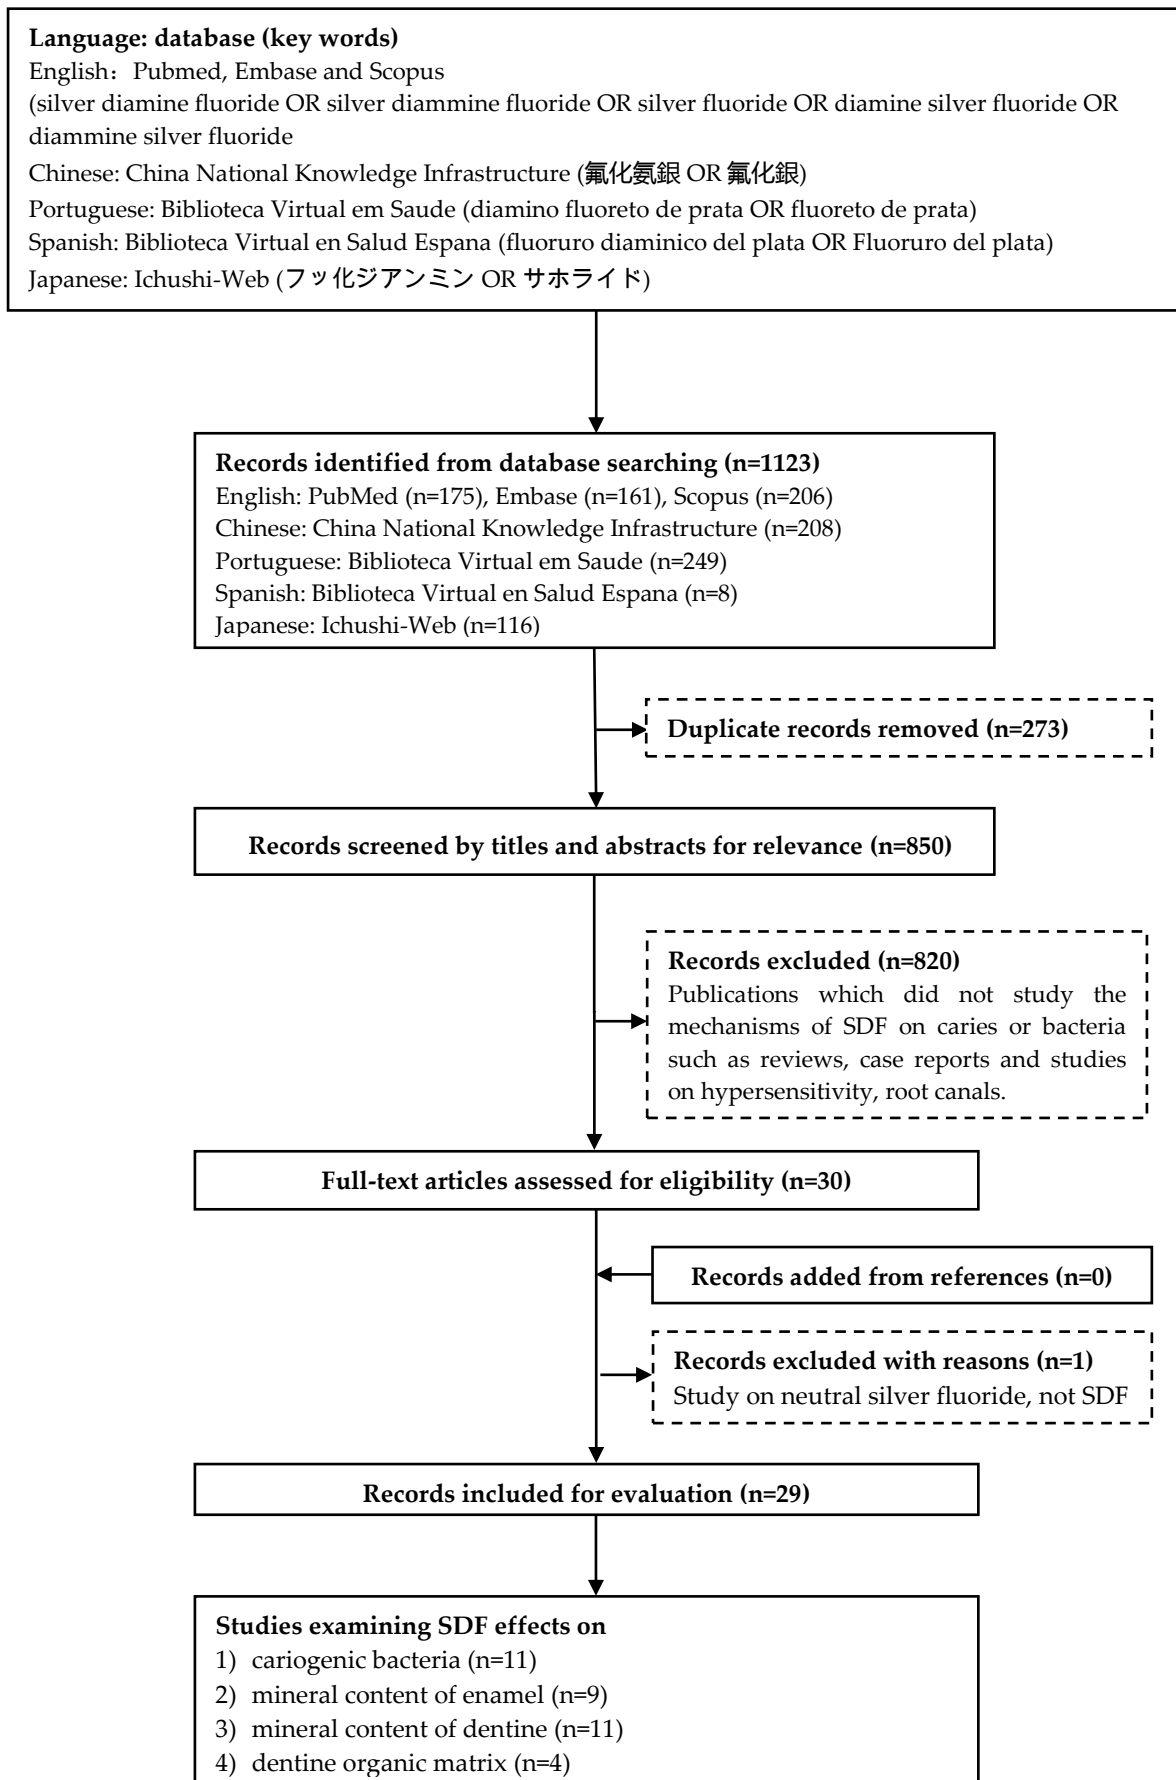 Language: database (key words)
English： Pubmed, Embase and Scopus
(silver diamine fluoride OR silver diammine fluoride OR silver fluoride OR diamine silver fluoride OR
diammine silver fluoride
Chinese: China National Knowledge Infrastructure (氟化氨銀 OR 氟化銀)
Portuguese: Biblioteca Virtual em Saude (diamino fluoreto de prata OR fluoreto de prata)
Spanish: Biblioteca Virtual en Salud Espana (fluoruro diaminico del plata OR Fluoruro del plata)
Japanese: Ichushi-Web (フッ化ジアンミン OR サホライド)
Records identified from database searching (n=1123)
English: PubMed (n=175), Embase (n=161), Scopus (n=206)
Chinese: China National Knowledge Infrastructure (n=208)
Portuguese: Biblioteca Virtual em Saude (n=249)
Spanish: Biblioteca Virtual en Salud Espana (n=8)
Japanese: Ichushi-Web (n=116)
Duplicate records removed (n=273)
Records screened by titles and abstracts for relevance (n=850)
Records excluded (n=820)
Publications which did not study the
mechanisms of SDF on caries or bacteria
such as reviews, case reports and studies
on hypersensitivity, root canals.
Full-text articles assessed for eligibility (n=30)
Records added from references (n=0)
Records excluded with reasons (n=1)
Study on neutral silver fluoride, not SDF
Records included for evaluation (n=29)
Studies examining SDF effects on
1) cariogenic bacteria (n=11)
2) mineral content of enamel (n=9)
3) mineral content of dentine (n=11)
4) dentine organic matrix (n=4)